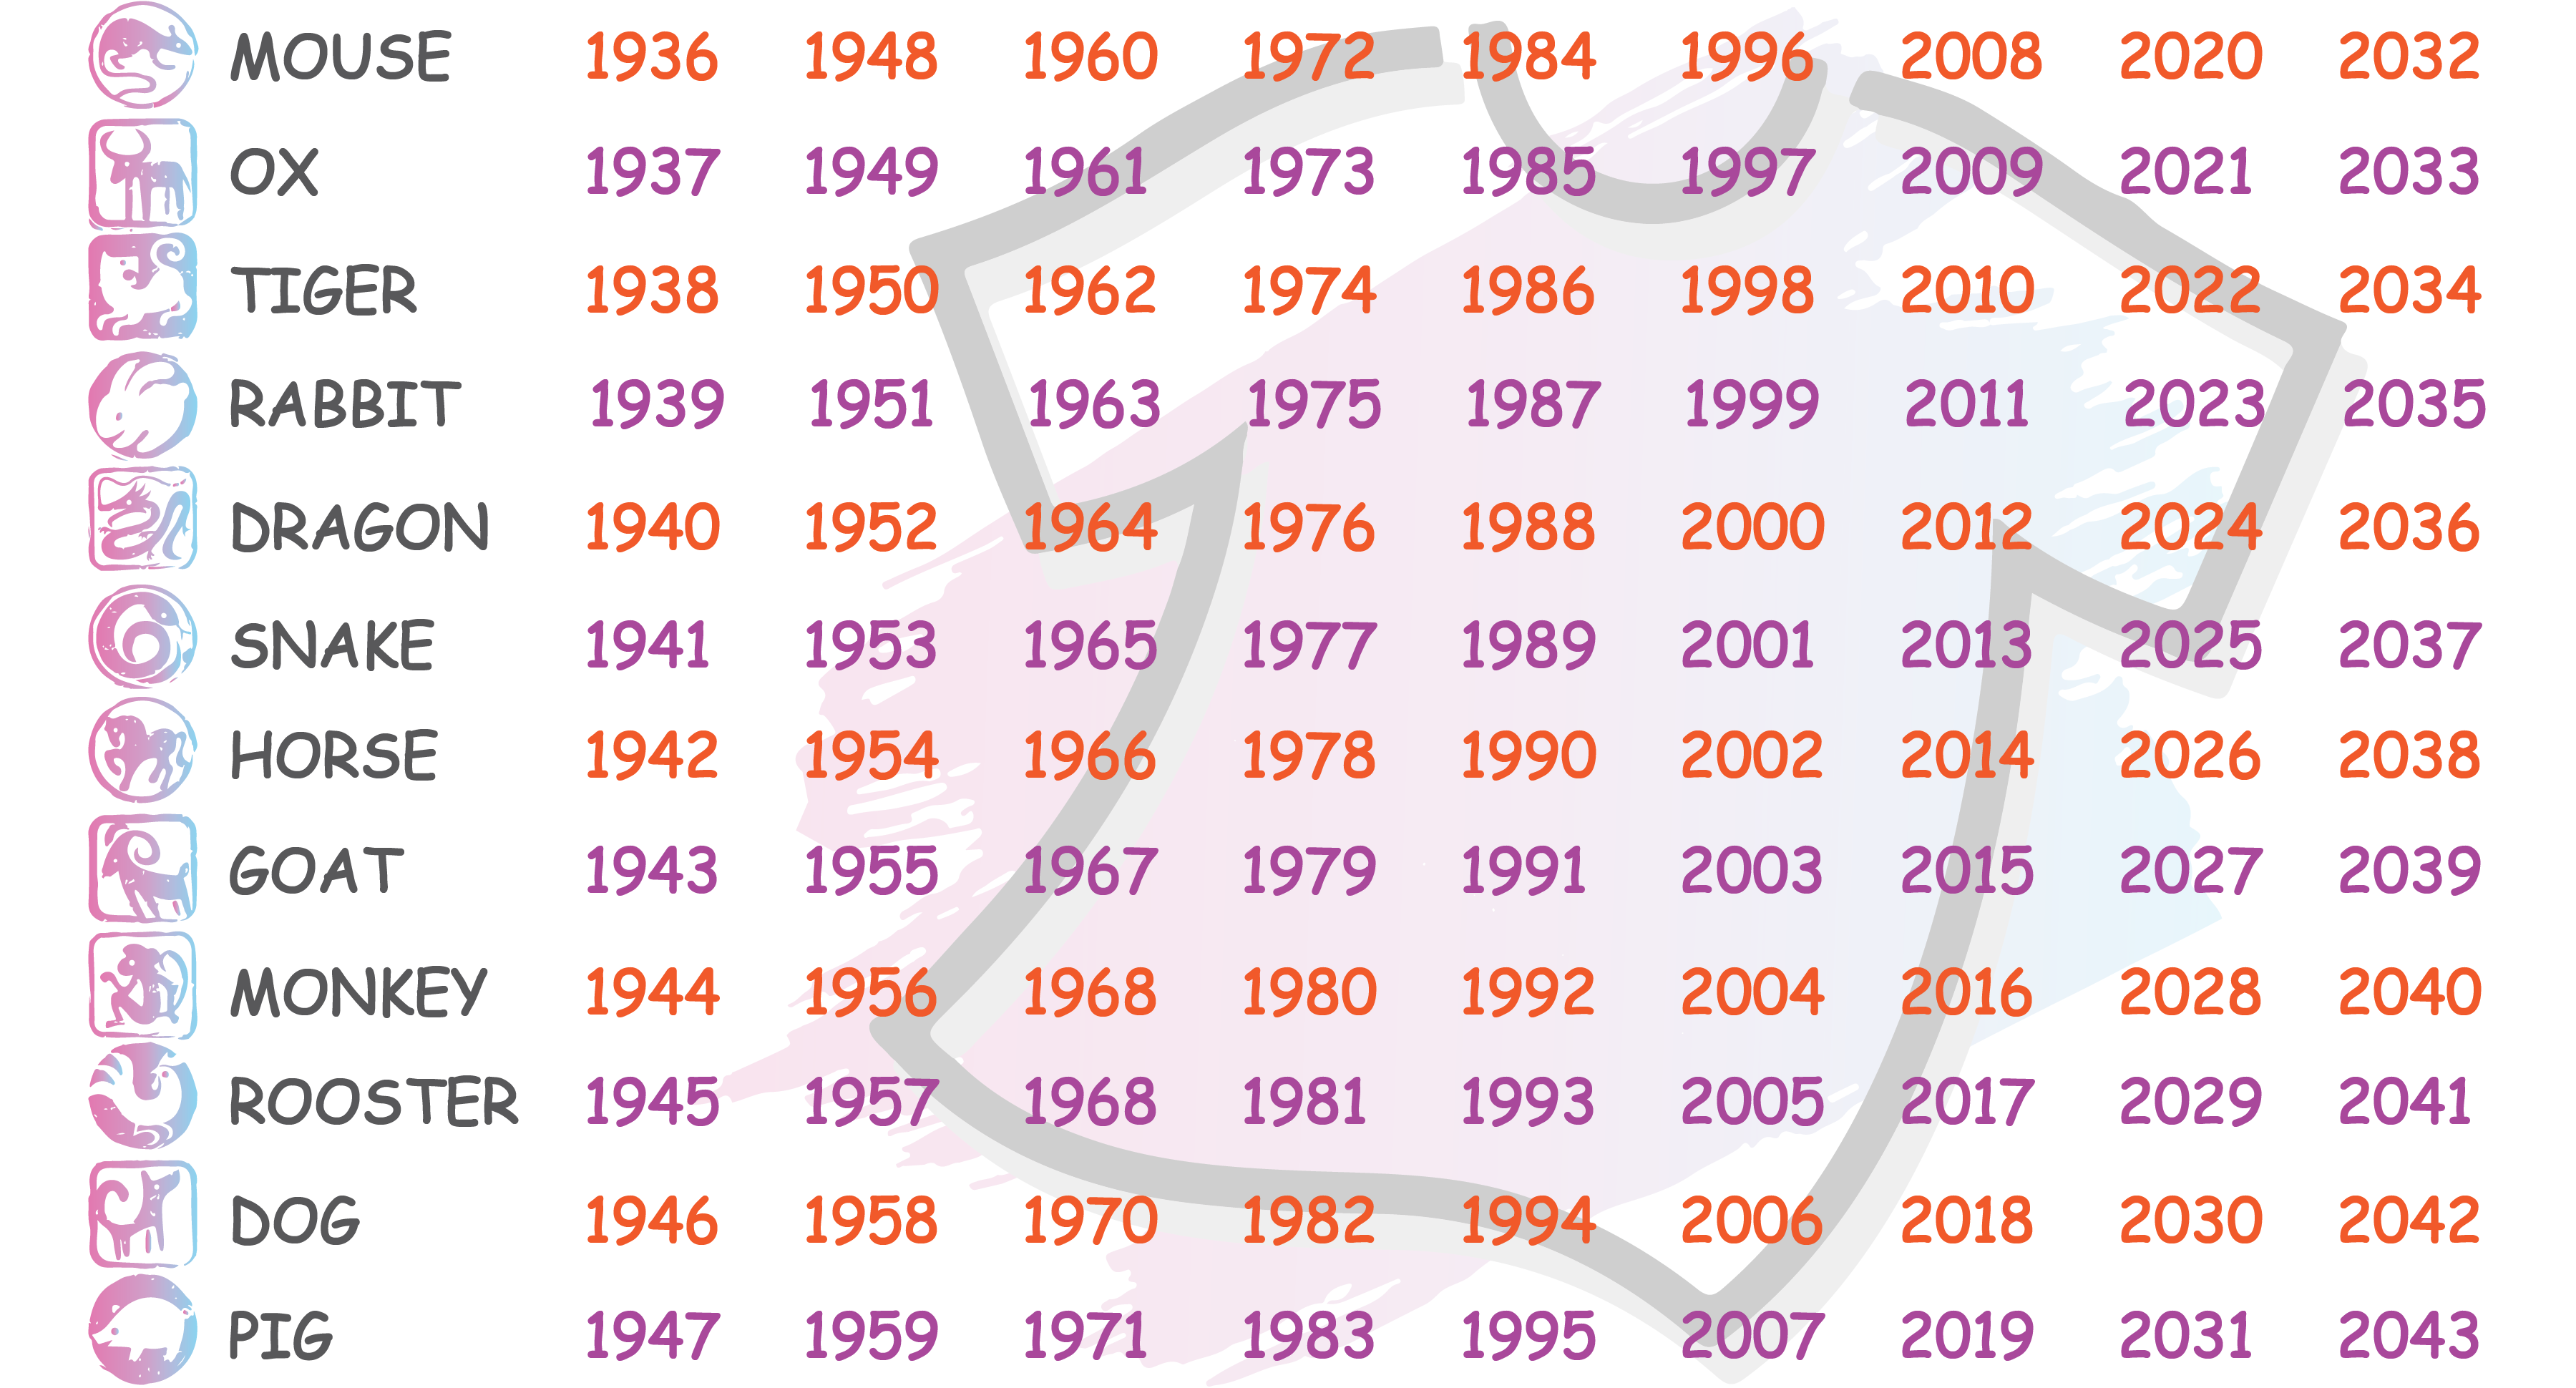 MOUSE 1936 1948 1960 1972 1984 1996 2008 2020 2032
OX 1937 1949 1961 1973 1985 1997 2009 2021 2033
TIGER 1938 1950 1962 1974 1986 1998 2010 2022 2034
RABBIT 1939 1951 1963 1975 1987 1999 2011 2023 2035
DRAGON 1940 1952 1964 1976 1988 2000 2012 2024 2036
SNAKE 1941 1953 1965 1977 1989 2001 2013 2025 2037
HORSE 1942 1954 1966 1978 1990 2002 2014 2026 2038
GOAT 1943 1955 1967 1979 1991 2003 2015 2027 2039
MONKEY 1944 1956 1968 1980 1992 2004 2016 2028 2040
ROOSTER 1945 1957 1968 1981 1993 2005 2017 2029 2041
DOG 1946 1958 1970 1982 1994 2006 2018 2030 2042
PIG 1947 1959 1971 1983 1995 2007 2019 2031 2043